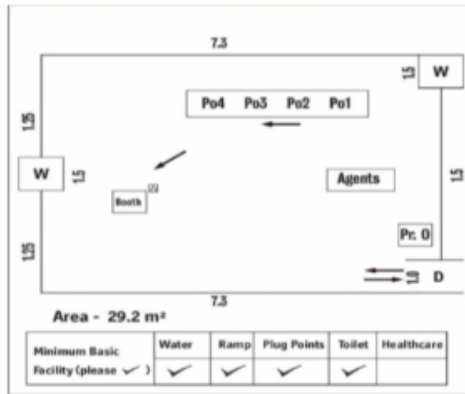 7.3
1.5
W
Po4 Po3 Po2 Po1
1.25
W
1.5
1.5
Agents
Booth
Pr. O
1.25
1.0
D
7.3
Area - 29.2 m²
Minimum Basic Facility (please ✓) Water Ramp Plug Points Toilet Healthcare
✓ ✓ ✓ ✓